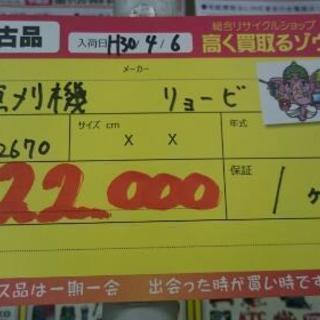 古品
入荷日 H30/4/6
総合リサイクルショップ
高く買取るゾウ
メーカー
メリ機 リョービ
2670
サイズ cm
X X
年式
22000
保証
1ケ
ス品は一期一会 出会った時が買い時です